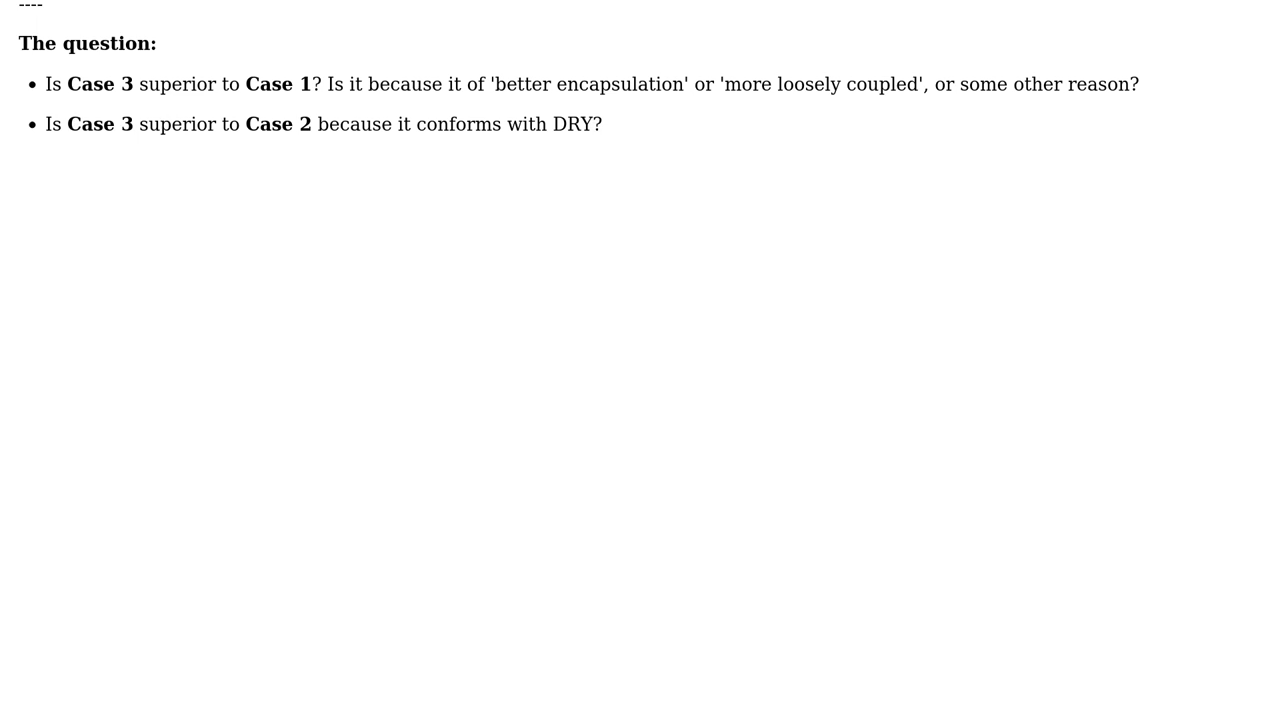 ----
The question:
• Is Case 3 superior to Case 1? Is it because it of 'better encapsulation' or 'more loosely coupled', or some other reason?
• Is Case 3 superior to Case 2 because it conforms with DRY?